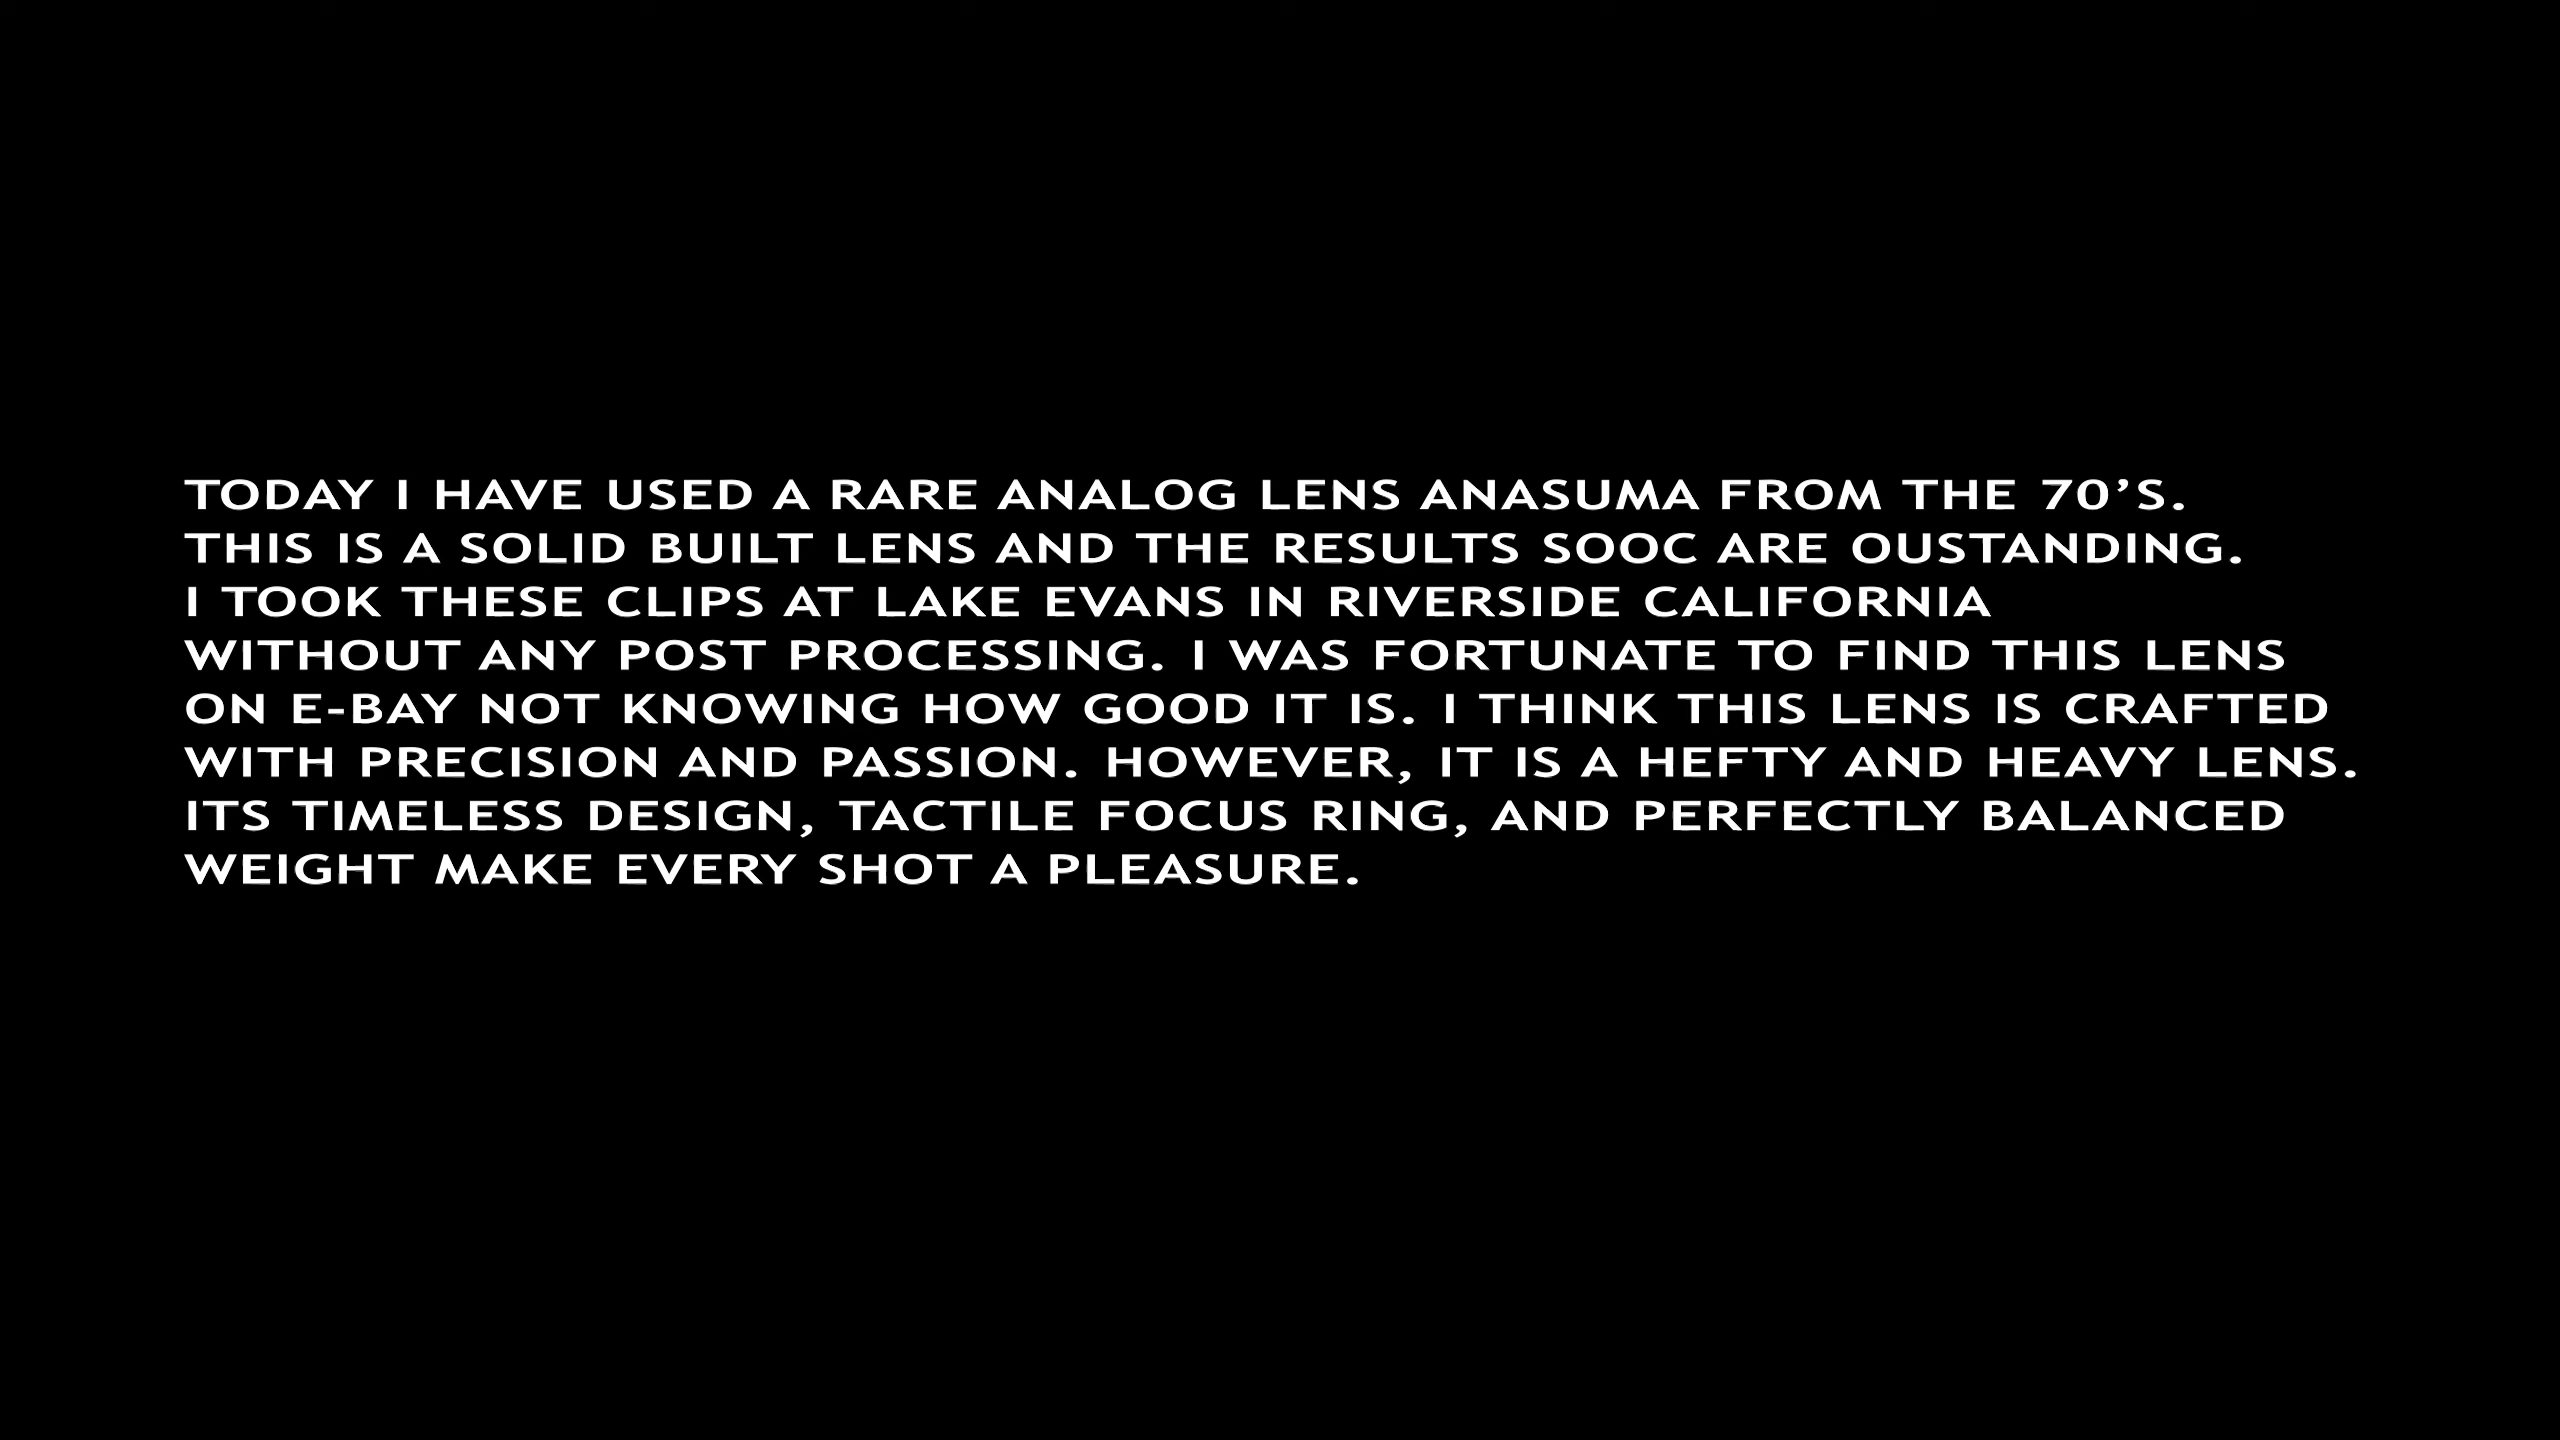 TODAY I HAVE USED A RARE ANALOG LENS ANASUMA FROM THE 70’S.
THIS IS A SOLID BUILT LENS AND THE RESULTS SOOC ARE OUSTANDING.
I TOOK THESE CLIPS AT LAKE EVANS IN RIVERSIDE CALIFORNIA
WITHOUT ANY POST PROCESSING. I WAS FORTUNATE TO FIND THIS LENS
ON E-BAY NOT KNOWING HOW GOOD IT IS. I THINK THIS LENS IS CRAFTED
WITH PRECISION AND PASSION. HOWEVER, IT IS A HEFTY AND HEAVY LENS.
ITS TIMELESS DESIGN, TACTILE FOCUS RING, AND PERFECTLY BALANCED
WEIGHT MAKE EVERY SHOT A PLEASURE.